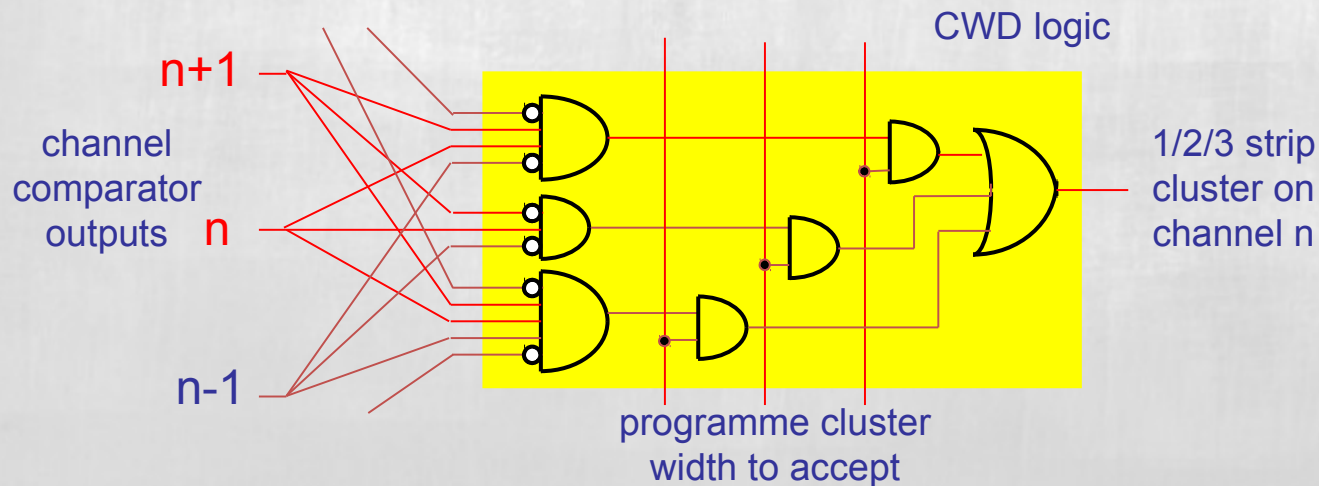 CWD logic
n+1
channel
comparator
outputs
n
n-1
1/2/3 strip
cluster on
channel n
programme cluster
width to accept